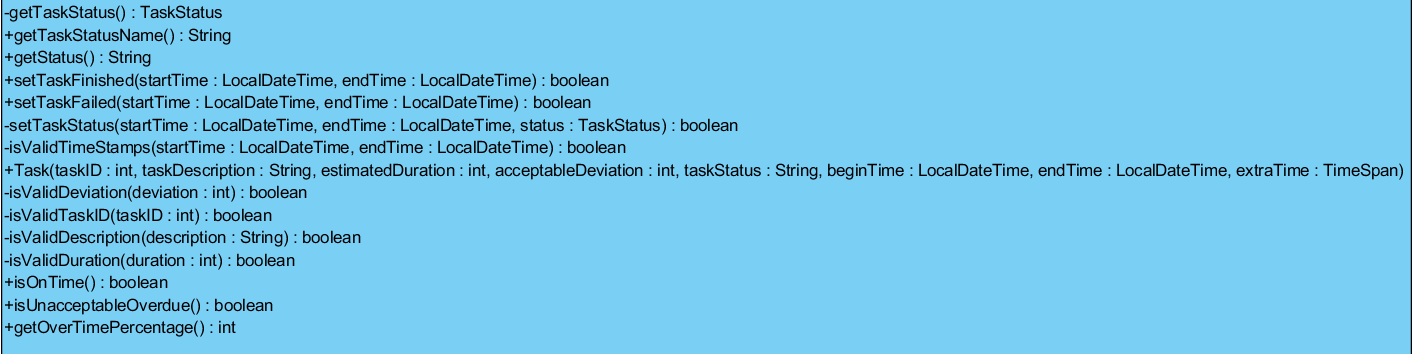 -getTaskStatus() : TaskStatus
+getTaskStatusName() : String
+getStatus() : String
+setTaskFinished(startTime : LocalDateTime, endTime : LocalDateTime) : boolean
+setTaskFailed(startTime : LocalDateTime, endTime : LocalDateTime) : boolean
-setTaskStatus(startTime : LocalDateTime, endTime : LocalDateTime, status : TaskStatus) : boolean
-isValidTimeStamps(startTime : LocalDateTime, endTime : LocalDateTime) : boolean
+Task(taskID : int, taskDescription : String, estimatedDuration : int, acceptableDeviation : int, taskStatus : String, beginTime : LocalDateTime, endTime : LocalDateTime, extraTime : TimeSpan)
-isValidDeviation(deviation : int) : boolean
-isValidTaskID(taskID : int) : boolean
-isValidDescription(description : String) : boolean
-isValidDuration(duration : int) : boolean
+isOnTime() : boolean
+isUnacceptableOverdue() : boolean
+getOverTimePercentage() : int